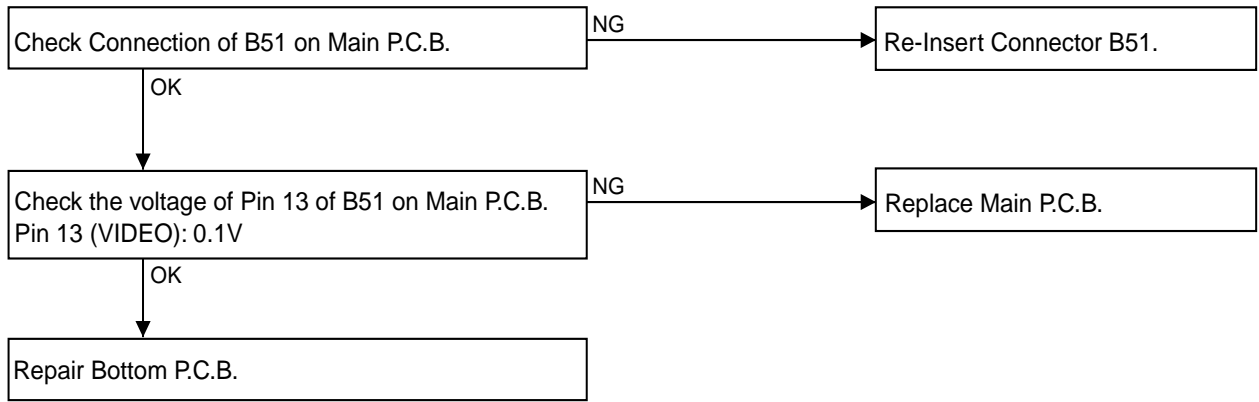 Check Connection of B51 on Main P.C.B.
NG
Re-Insert Connector B51.
OK
Check the voltage of Pin 13 of B51 on Main P.C.B.
Pin 13 (VIDEO): 0.1V
NG
Replace Main P.C.B.
OK
Repair Bottom P.C.B.